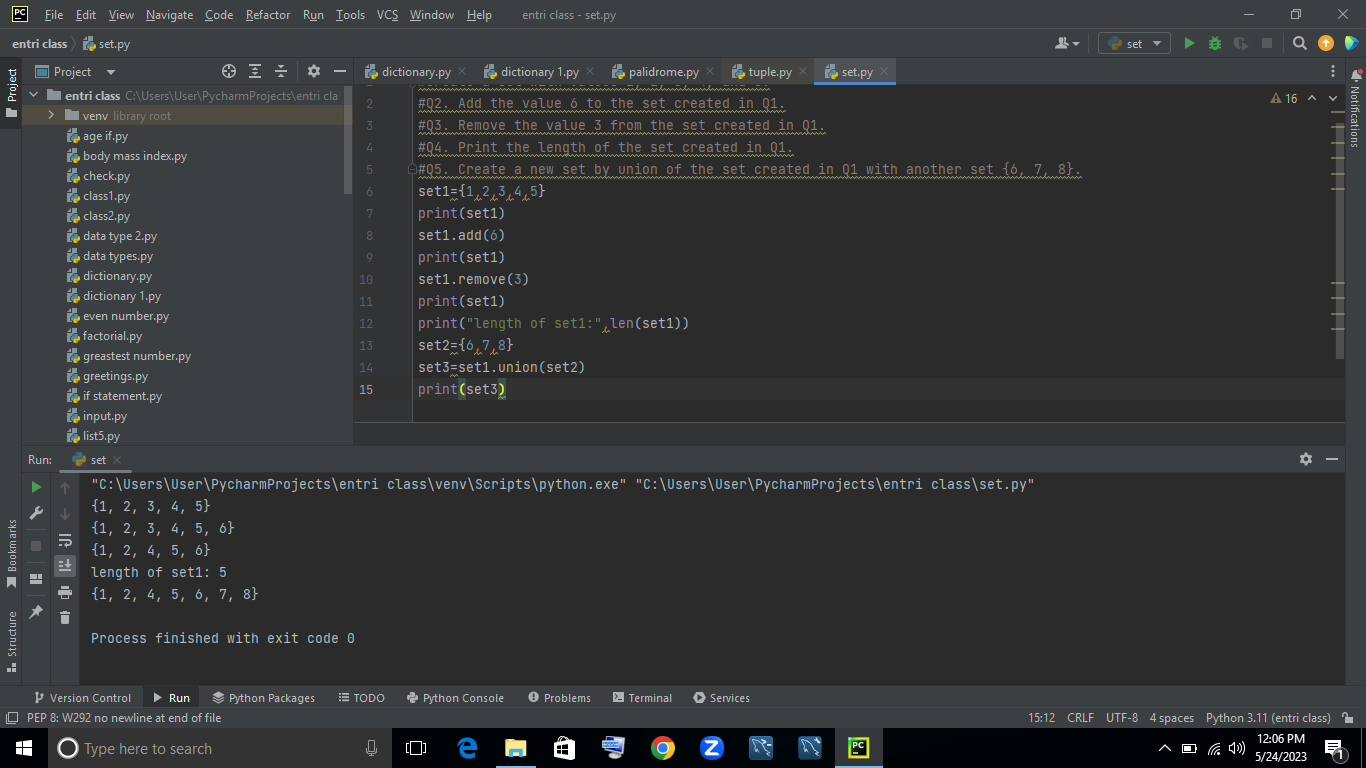 PC File Edit View Navigate Code Refactor Run Tools VCS Window Help entri class - set.py
entri class set.py set
Project dictionary.py dictionary 1.py palidrome.py tuple.py set.py
Project
Notifications
entri class C:\Users\User\PycharmProjects\entri cla
venv library root
age if.py
body mass index.py
check.py
class1.py
class2.py
data type 2.py
data types.py
dictionary.py
dictionary 1.py
even number.py
factorial.py
greastest number.py
greetings.py
if statement.py
input.py
list5.py
16
2 #Q2. Add the value 6 to the set created in Q1.
3 #Q3. Remove the value 3 from the set created in Q1.
4 #Q4. Print the length of the set created in Q1.
5 #Q5. Create a new set by union of the set created in Q1 with another set {6, 7, 8}.
6 set1={1,2,3,4,5}
7 print(set1)
8 set1.add(6)
9 print(set1)
10 set1.remove(3)
11 print(set1)
12 print("length of set1:",len(set1))
13 set2={6,7,8}
14 set3=set1.union(set2)
15 print(set3)
Run: set
"C:\Users\User\PycharmProjects\entri class\venv\Scripts\python.exe" "C:\Users\User\PycharmProjects\entri class\set.py"
{1, 2, 3, 4, 5}
{1, 2, 3, 4, 5, 6}
{1, 2, 4, 5, 6}
length of set1: 5
{1, 2, 4, 5, 6, 7, 8}
Process finished with exit code 0
Bookmarks
Structure
Version Control Run Python Packages TODO Python Console Problems Terminal Services
PEP 8: W292 no newline at end of file 15:12 CRLF UTF-8 4 spaces Python 3.11 (entri class)
Type here to search PC 12:06 PM
5/24/2023 1